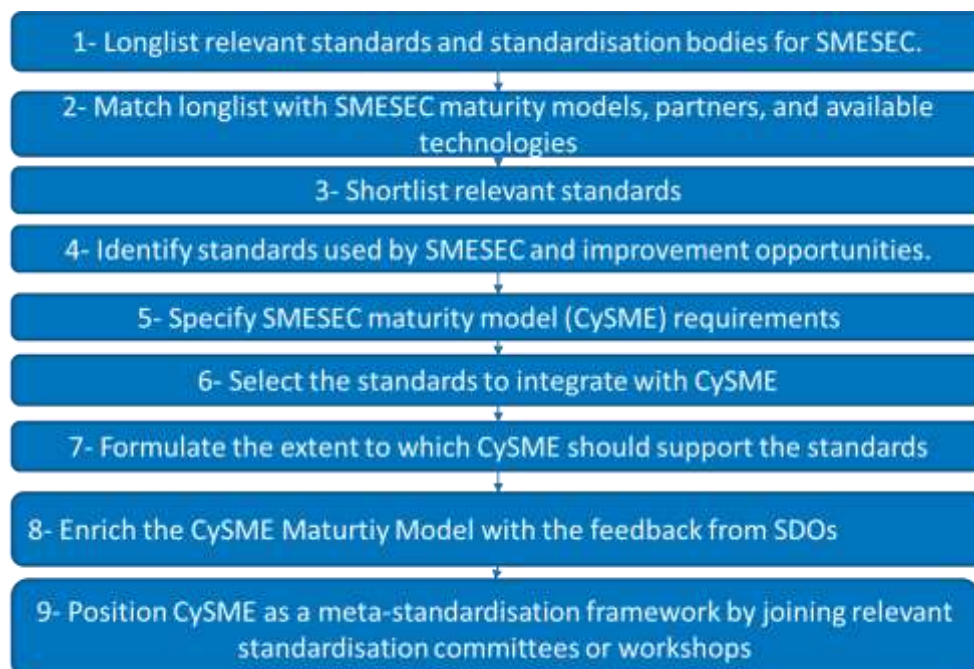 1- Longlist relevant standards and standardisation bodies for SMESEC.
2- Match longlist with SMESEC maturity models, partners, and available
technologies
3- Shortlist relevant standards
4- Identify standards used by SMESEC and improvement opportunities.
5- Specify SMESEC maturity model (CySME) requirements
6- Select the standards to integrate with CySME
7- Formulate the extent to which CySME should support the standards
8- Enrich the CySME Maturtiy Model with the feedback from SDOs
9- Position CySME as a meta-standardisation framework by joining relevant
standardisation committees or workshops